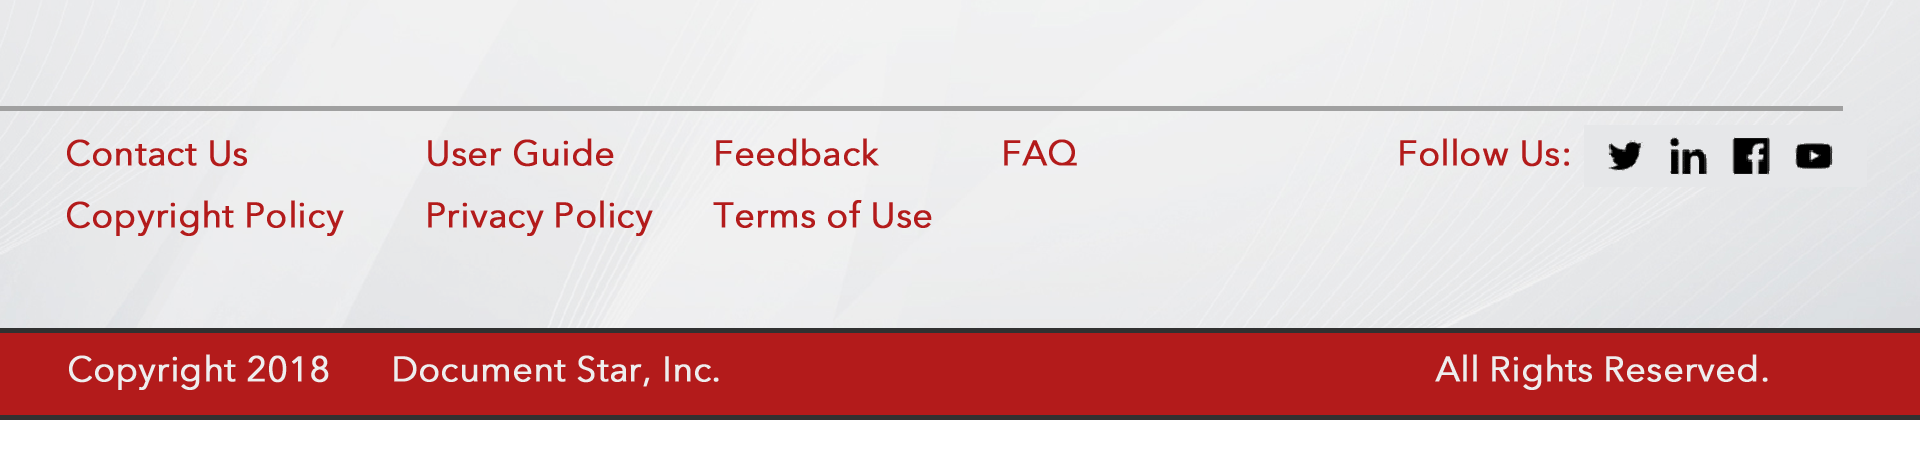 Contact Us User Guide Feedback FAQ Follow Us:
Copyright Policy Privacy Policy Terms of Use
Copyright 2018 Document Star, Inc. All Rights Reserved.